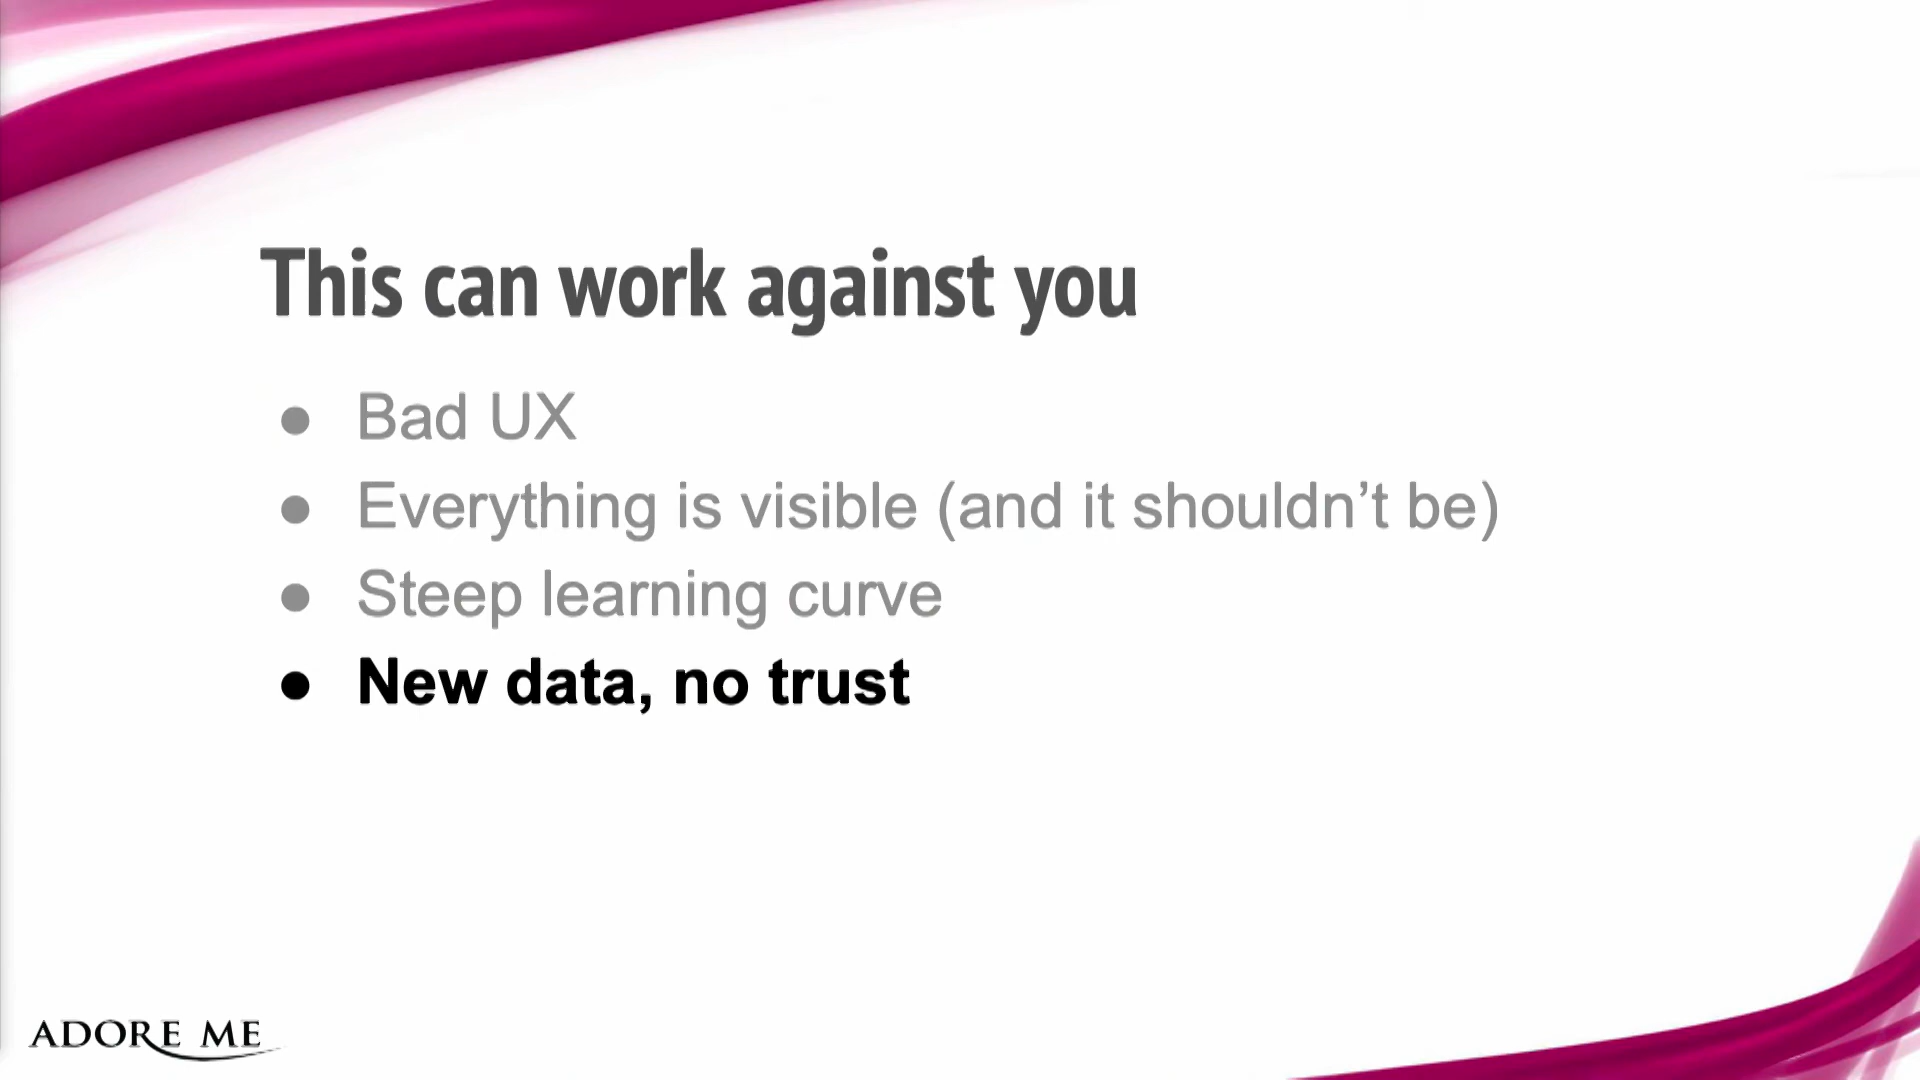 This can work against you
● Bad UX
● Everything is visible (and it shouldn’t be)
● Steep learning curve
● New data, no trust
ADORE ME